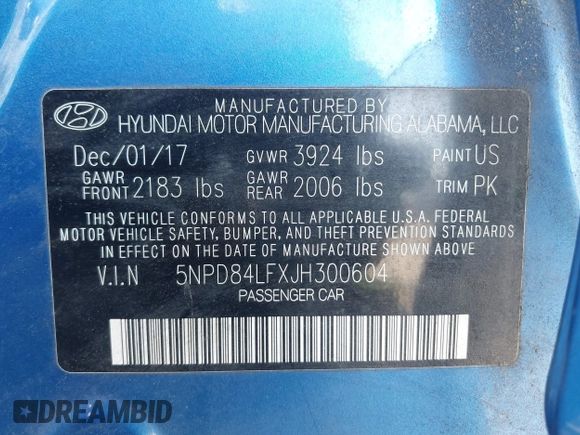 MANUFACTURED BY
HYUNDAI MOTOR MANUFACTURING ALABAMA, LLC
Dec/01/17 GVWR 3924 lbs PAINT US
GAWR FRONT 2183 lbs GAWR REAR 2006 lbs TRIM PK
THIS VEHICLE CONFORMS TO ALL APPLICABLE U.S.A. FEDERAL
MOTOR VEHICLE SAFETY, BUMPER, AND THEFT PREVENTION STANDARDS
IN EFFECT ON THE DATE OF MANUFACTURE SHOWN ABOVE.
V.I.N 5NPD84LFXJH300604
PASSENGER CAR
DREAMBID